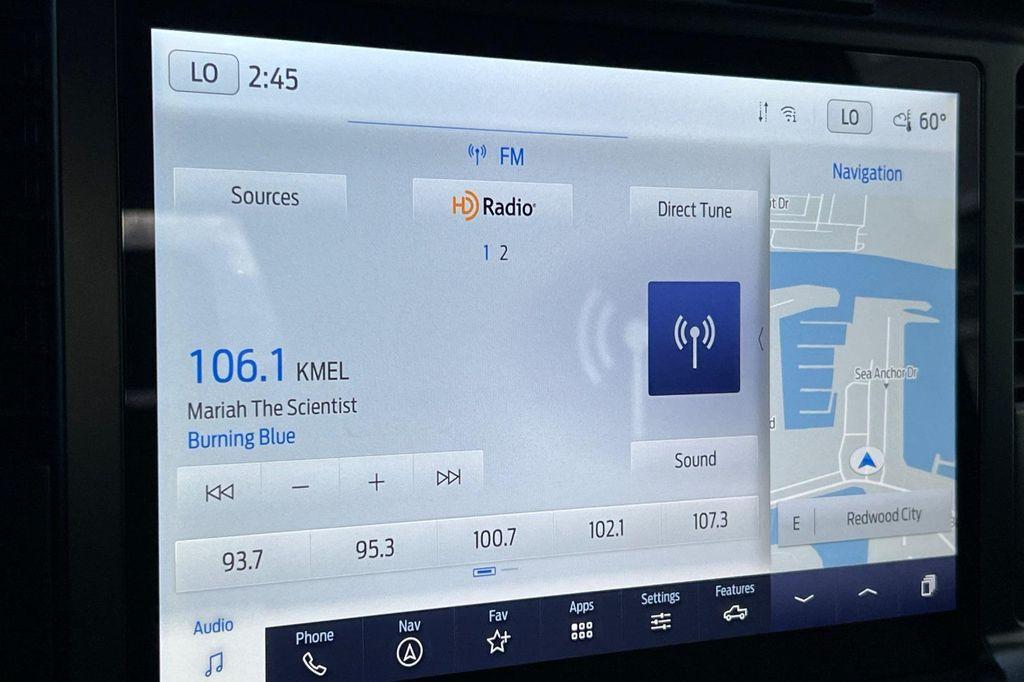 LO 2:45
LO 60°
FM
Sources
HD Radio
Direct Tune
1 2
106.1 KMEL
Mariah The Scientist
Burning Blue
Sound
93.7 95.3 100.7 102.1 107.3
Navigation
t Dr
Sea Anchor Dr
d
E Redwood City
Audio
Phone
Nav
Fav
Apps
Settings
Features